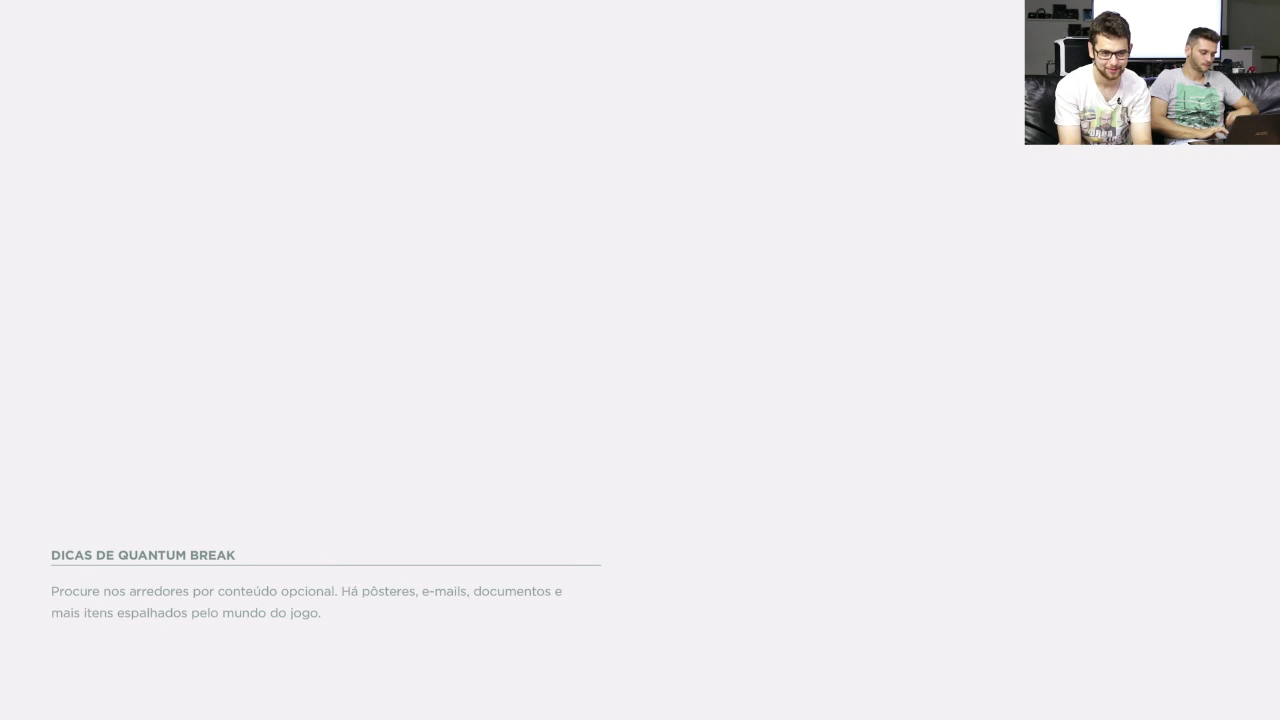 DICAS DE QUANTUM BREAK
Procure nos arredores por conteúdo opcional. Há pôsteres, e-mails, documentos e
mais itens espalhados pelo mundo do jogo.